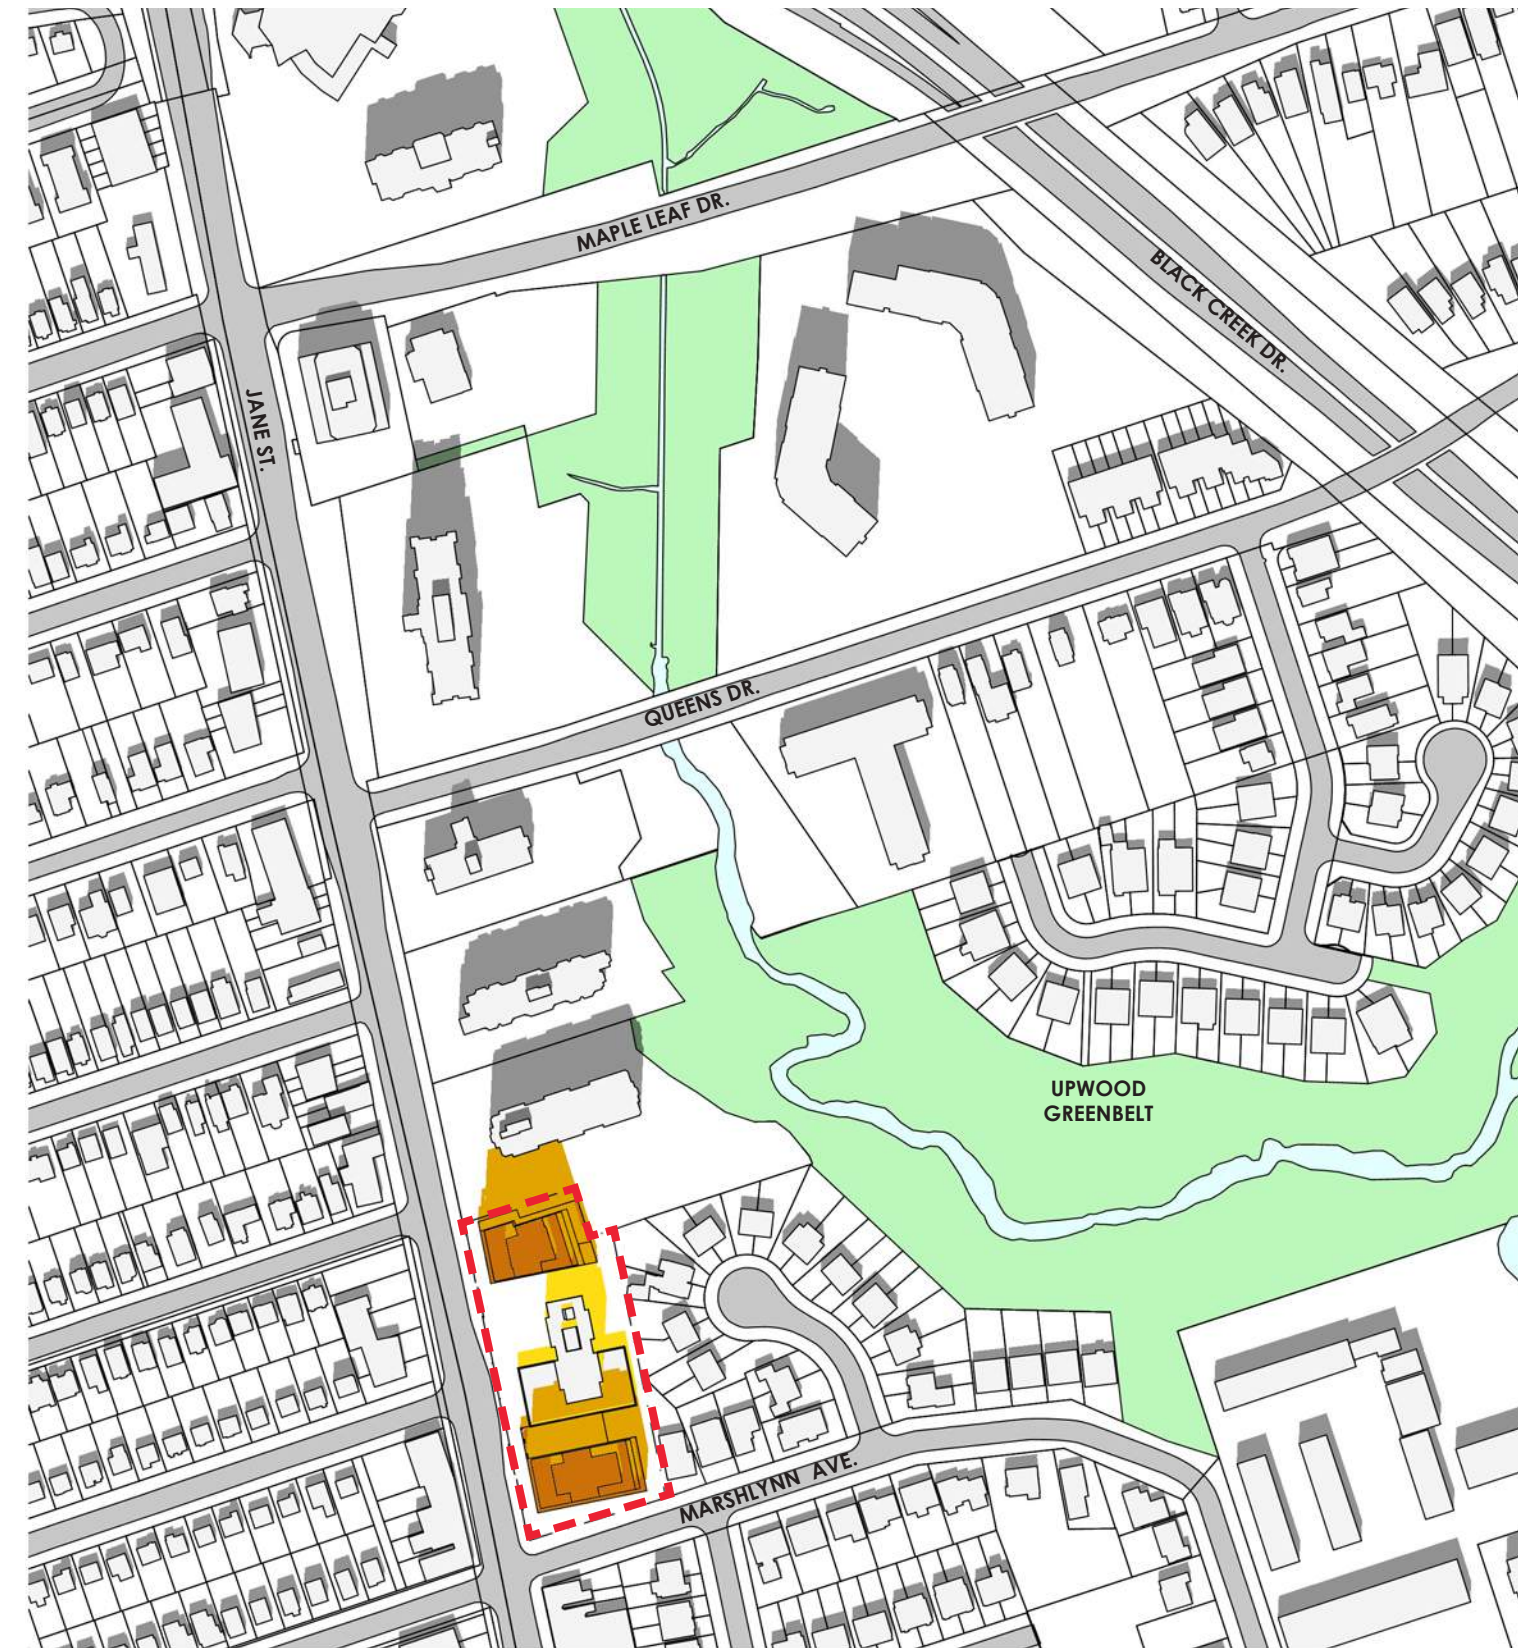 MAPLE LEAF DR.
BLACK CREEK DR.
JANE ST.
QUEENS DR.
UPWOOD
GREENBELT
MARSHLYNN AVE.